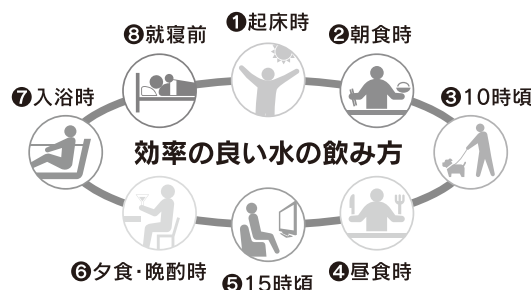 ❶起床時
❷朝食時
❸10時頃
❹昼食時
❺15時頃
❻夕食・晩酌時
❼入浴時
❽就寝前
効率の良い水の飲み方